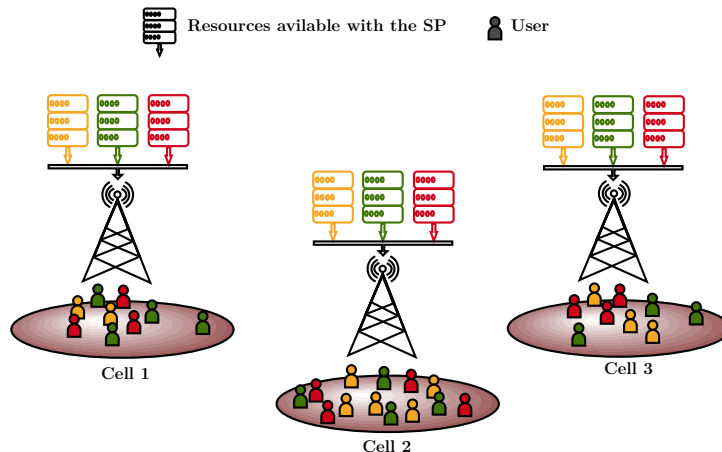 Resources avilable with the SP
User
Cell 1
Cell 2
Cell 3